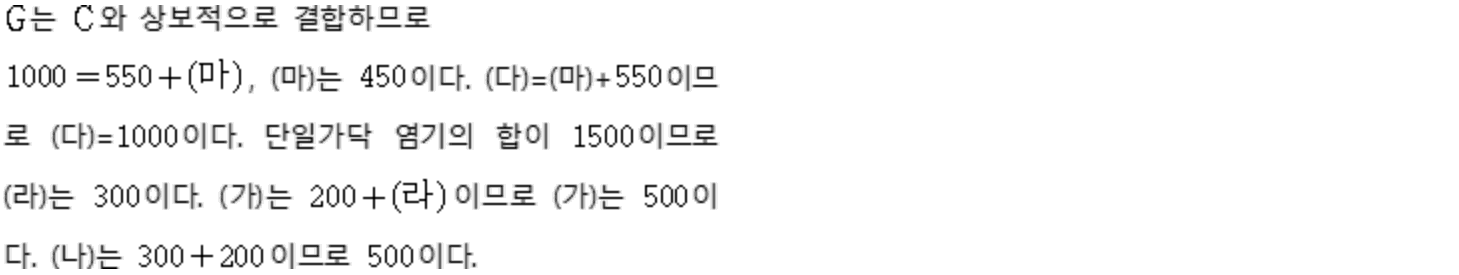 G는 C와 상보적으로 결합하므로
1000=550+(마), (마)는 450이다. (다)=(마)+550이므
로 (다)=1000이다. 단일가닥 염기의 합이 1500이므로
(라)는 300이다. (가)는 200+(라)이므로 (가)는 500이
다. (나)는 300+200이므로 500이다.